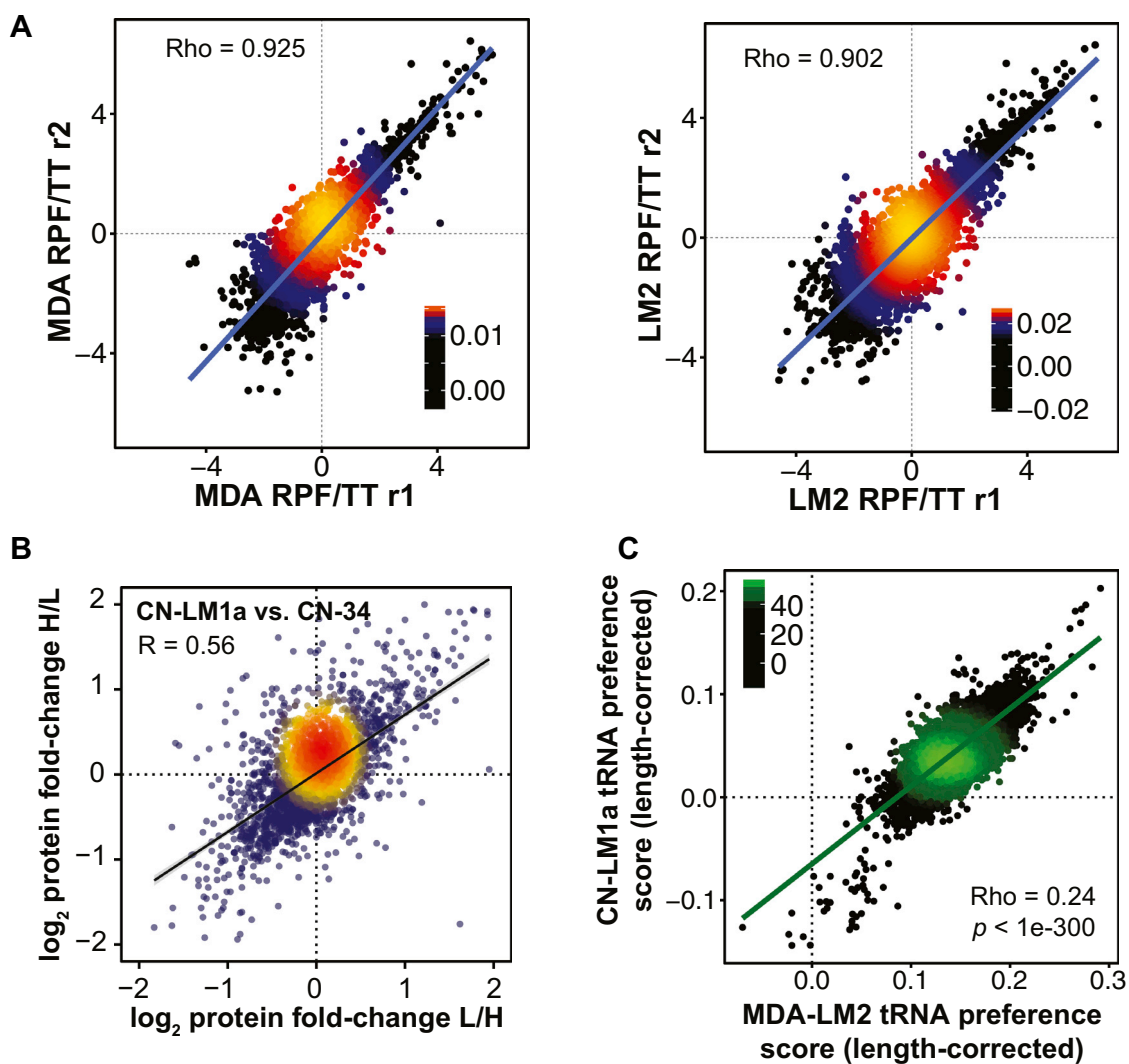 A
Rho = 0.925
MDA RPF/TT r2
4
0
−4
0.01
0.00
−4
0
4
MDA RPF/TT r1
Rho = 0.902
LM2 RPF/TT r2
4
0
−4
0.02
0.00
−0.02
−4
0
4
LM2 RPF/TT r1
B
CN-LM1a vs. CN-34
R = 0.56
log2 protein fold-change H/L
2
1
0
−1
−2
−2
−1
0
1
2
log2 protein fold-change L/H
C
CN-LM1a tRNA preference
score (length-corrected)
0.2
0.1
0.0
−0.1
40
20
0
Rho = 0.24
p < 1e-300
0.0
0.1
0.2
0.3
MDA-LM2 tRNA preference
score (length-corrected)